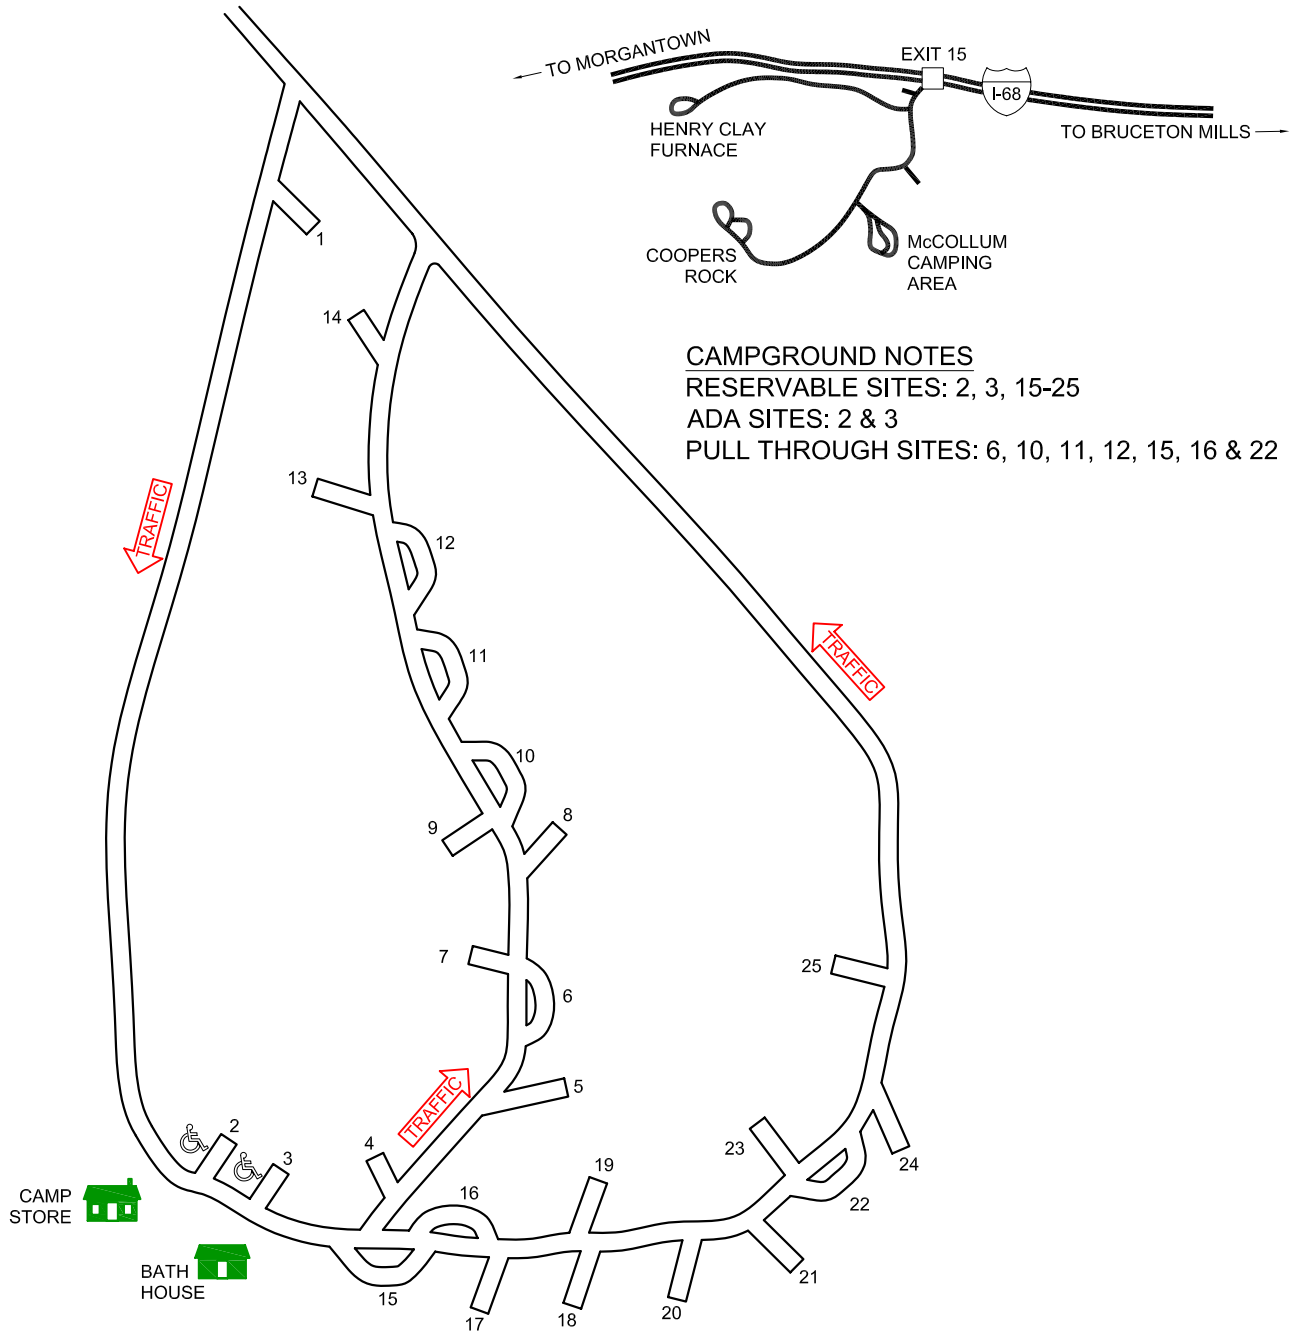 TO MORGANTOWN
EXIT 15
I-68
HENRY CLAY
FURNACE
TO BRUCETON MILLS
COOPERS
ROCK
McCOLLUM
CAMPING
AREA
CAMPGROUND NOTES
RESERVABLE SITES: 2, 3, 15-25
ADA SITES: 2 & 3
PULL THROUGH SITES: 6, 10, 11, 12, 15, 16 & 22
1
14
13
TRAFFIC
12
11
TRAFFIC
10
9
8
7
6
25
5
TRAFFIC
4
2
3
23
24
19
22
16
CAMP
STORE
BATH
HOUSE
15
17
18
20
21